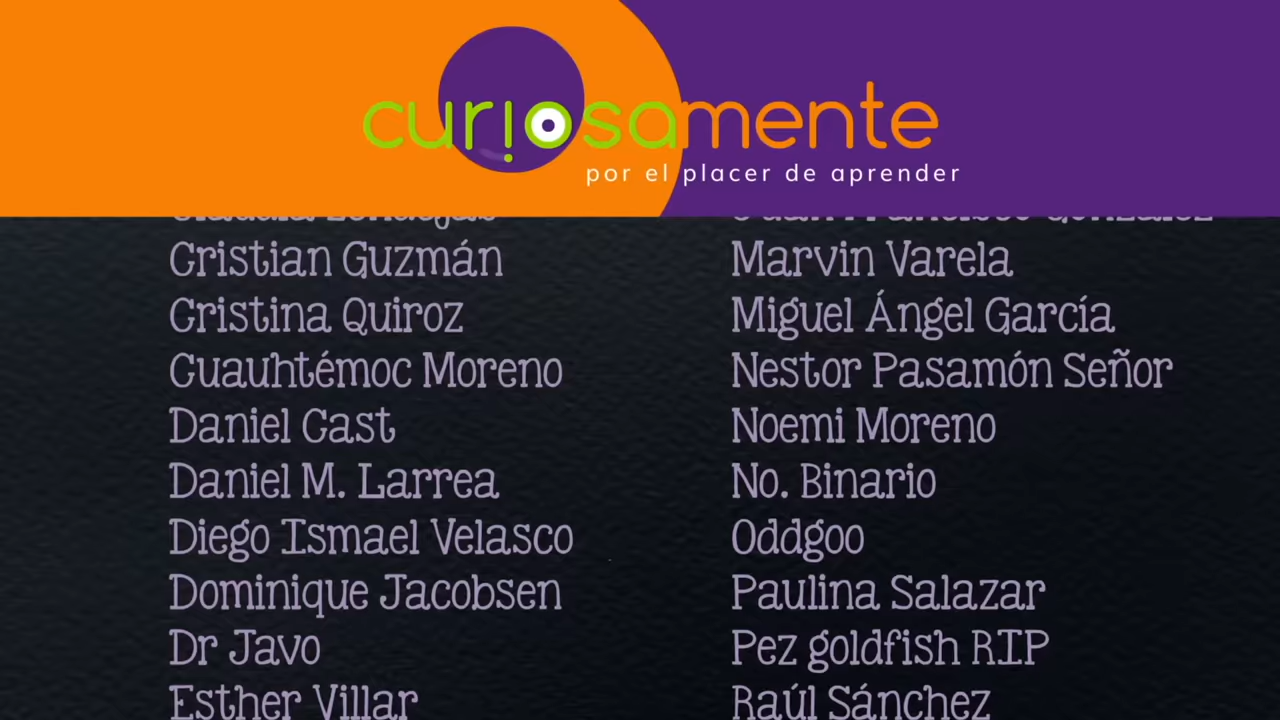 curiosamente
por el placer de aprender
Cristian Guzmán
Cristina Quiroz
Cuauhtémoc Moreno
Daniel Cast
Daniel M. Larrea
Diego Ismael Velasco
Dominique Jacobsen
Dr Javo
Esther Villar
Marvin Varela
Miguel Ángel García
Nestor Pasamón Señor
Noemi Moreno
No. Binario
Oddgoo
Paulina Salazar
Pez goldfish RIP
Raúl Sánchez